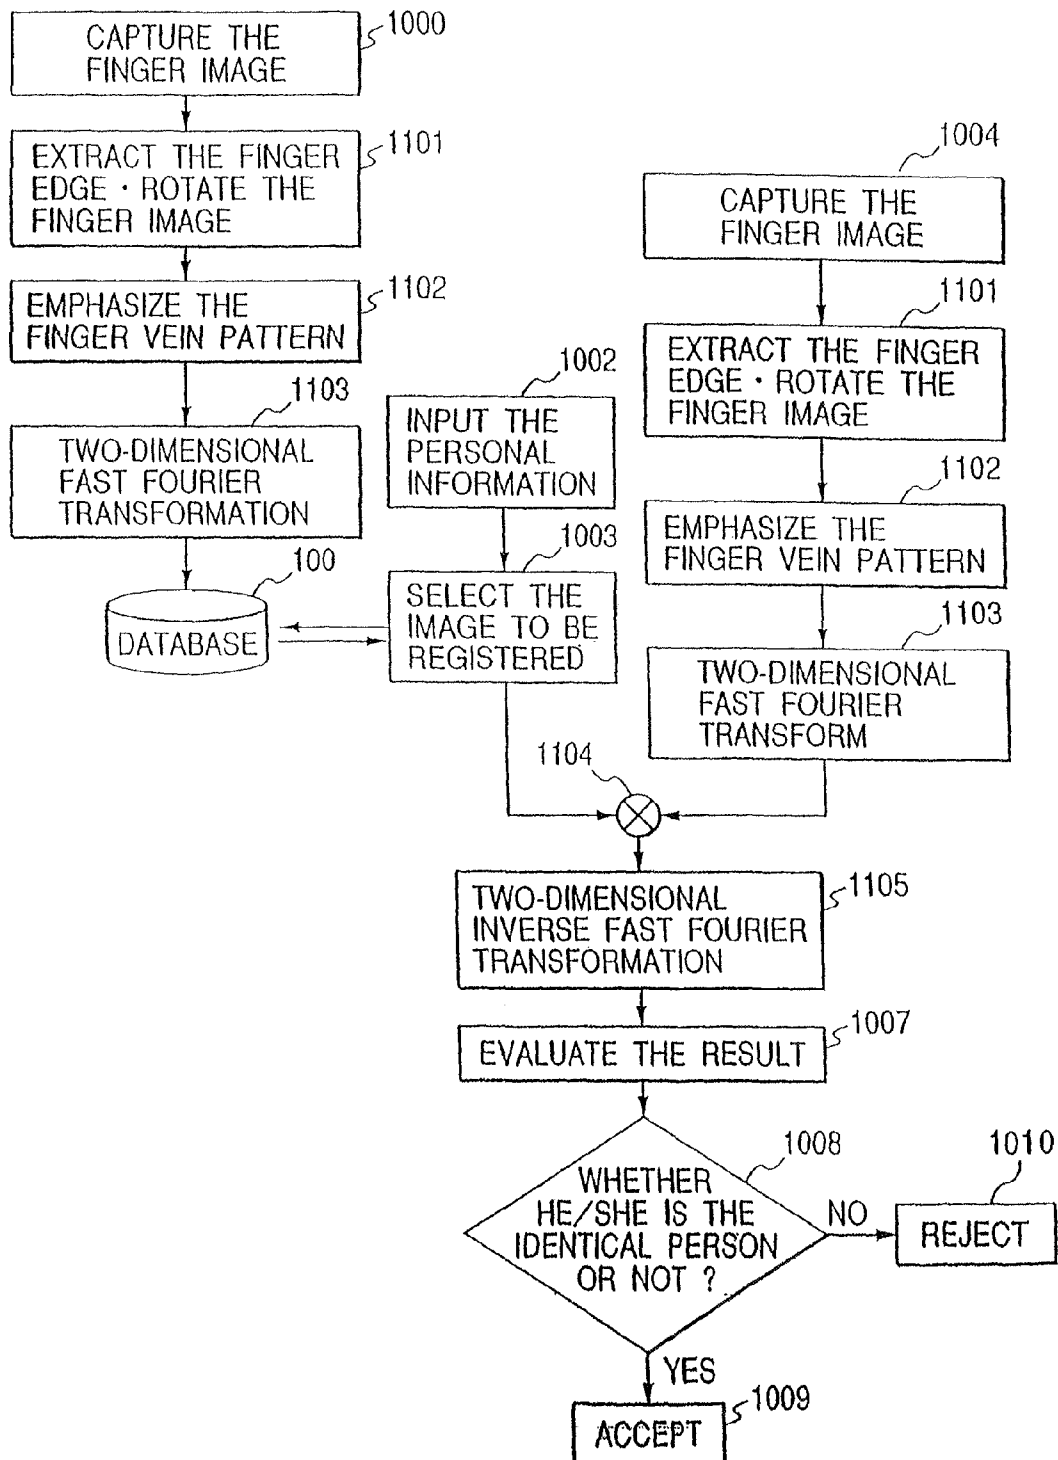 1000
CAPTURE THE
FINGER IMAGE
1101
EXTRACT THE FINGER
EDGE・ROTATE THE
FINGER IMAGE
1102
EMPHASIZE THE
FINGER VEIN PATTERN
1103
TWO-DIMENSIONAL
FAST FOURIER
TRANSFORMATION
100
DATABASE
1002
INPUT THE
PERSONAL
INFORMATION
1003
SELECT THE
IMAGE TO BE
REGISTERED
1004
CAPTURE THE
FINGER IMAGE
1101
EXTRACT THE FINGER
EDGE・ROTATE THE
FINGER IMAGE
1102
EMPHASIZE THE
FINGER VEIN PATTERN
1103
TWO-DIMENSIONAL
FAST FOURIER
TRANSFORM
1104
1105
TWO-DIMENSIONAL
INVERSE FAST FOURIER
TRANSFORMATION
1007
EVALUATE THE RESULT
1008
WHETHER
HE/SHE IS THE
IDENTICAL PERSON
OR NOT ?
NO
1010
REJECT
YES
1009
ACCEPT